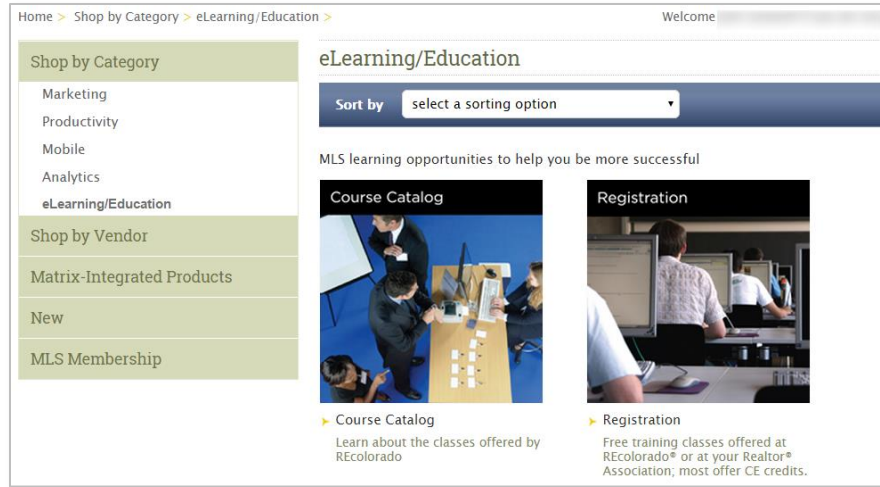 Home > Shop by Category > eLearning/Education >
Welcome
Shop by Category
Marketing
Productivity
Mobile
Analytics
eLearning/Education
Shop by Vendor
Matrix-Integrated Products
New
MLS Membership
eLearning/Education
Sort by select a sorting option
MLS learning opportunities to help you be more successful
Course Catalog
Registration
Course Catalog
Learn about the classes offered by
REcolorado
Registration
Free training classes offered at
REcolorado® or at your Realtor®
Association; most offer CE credits.